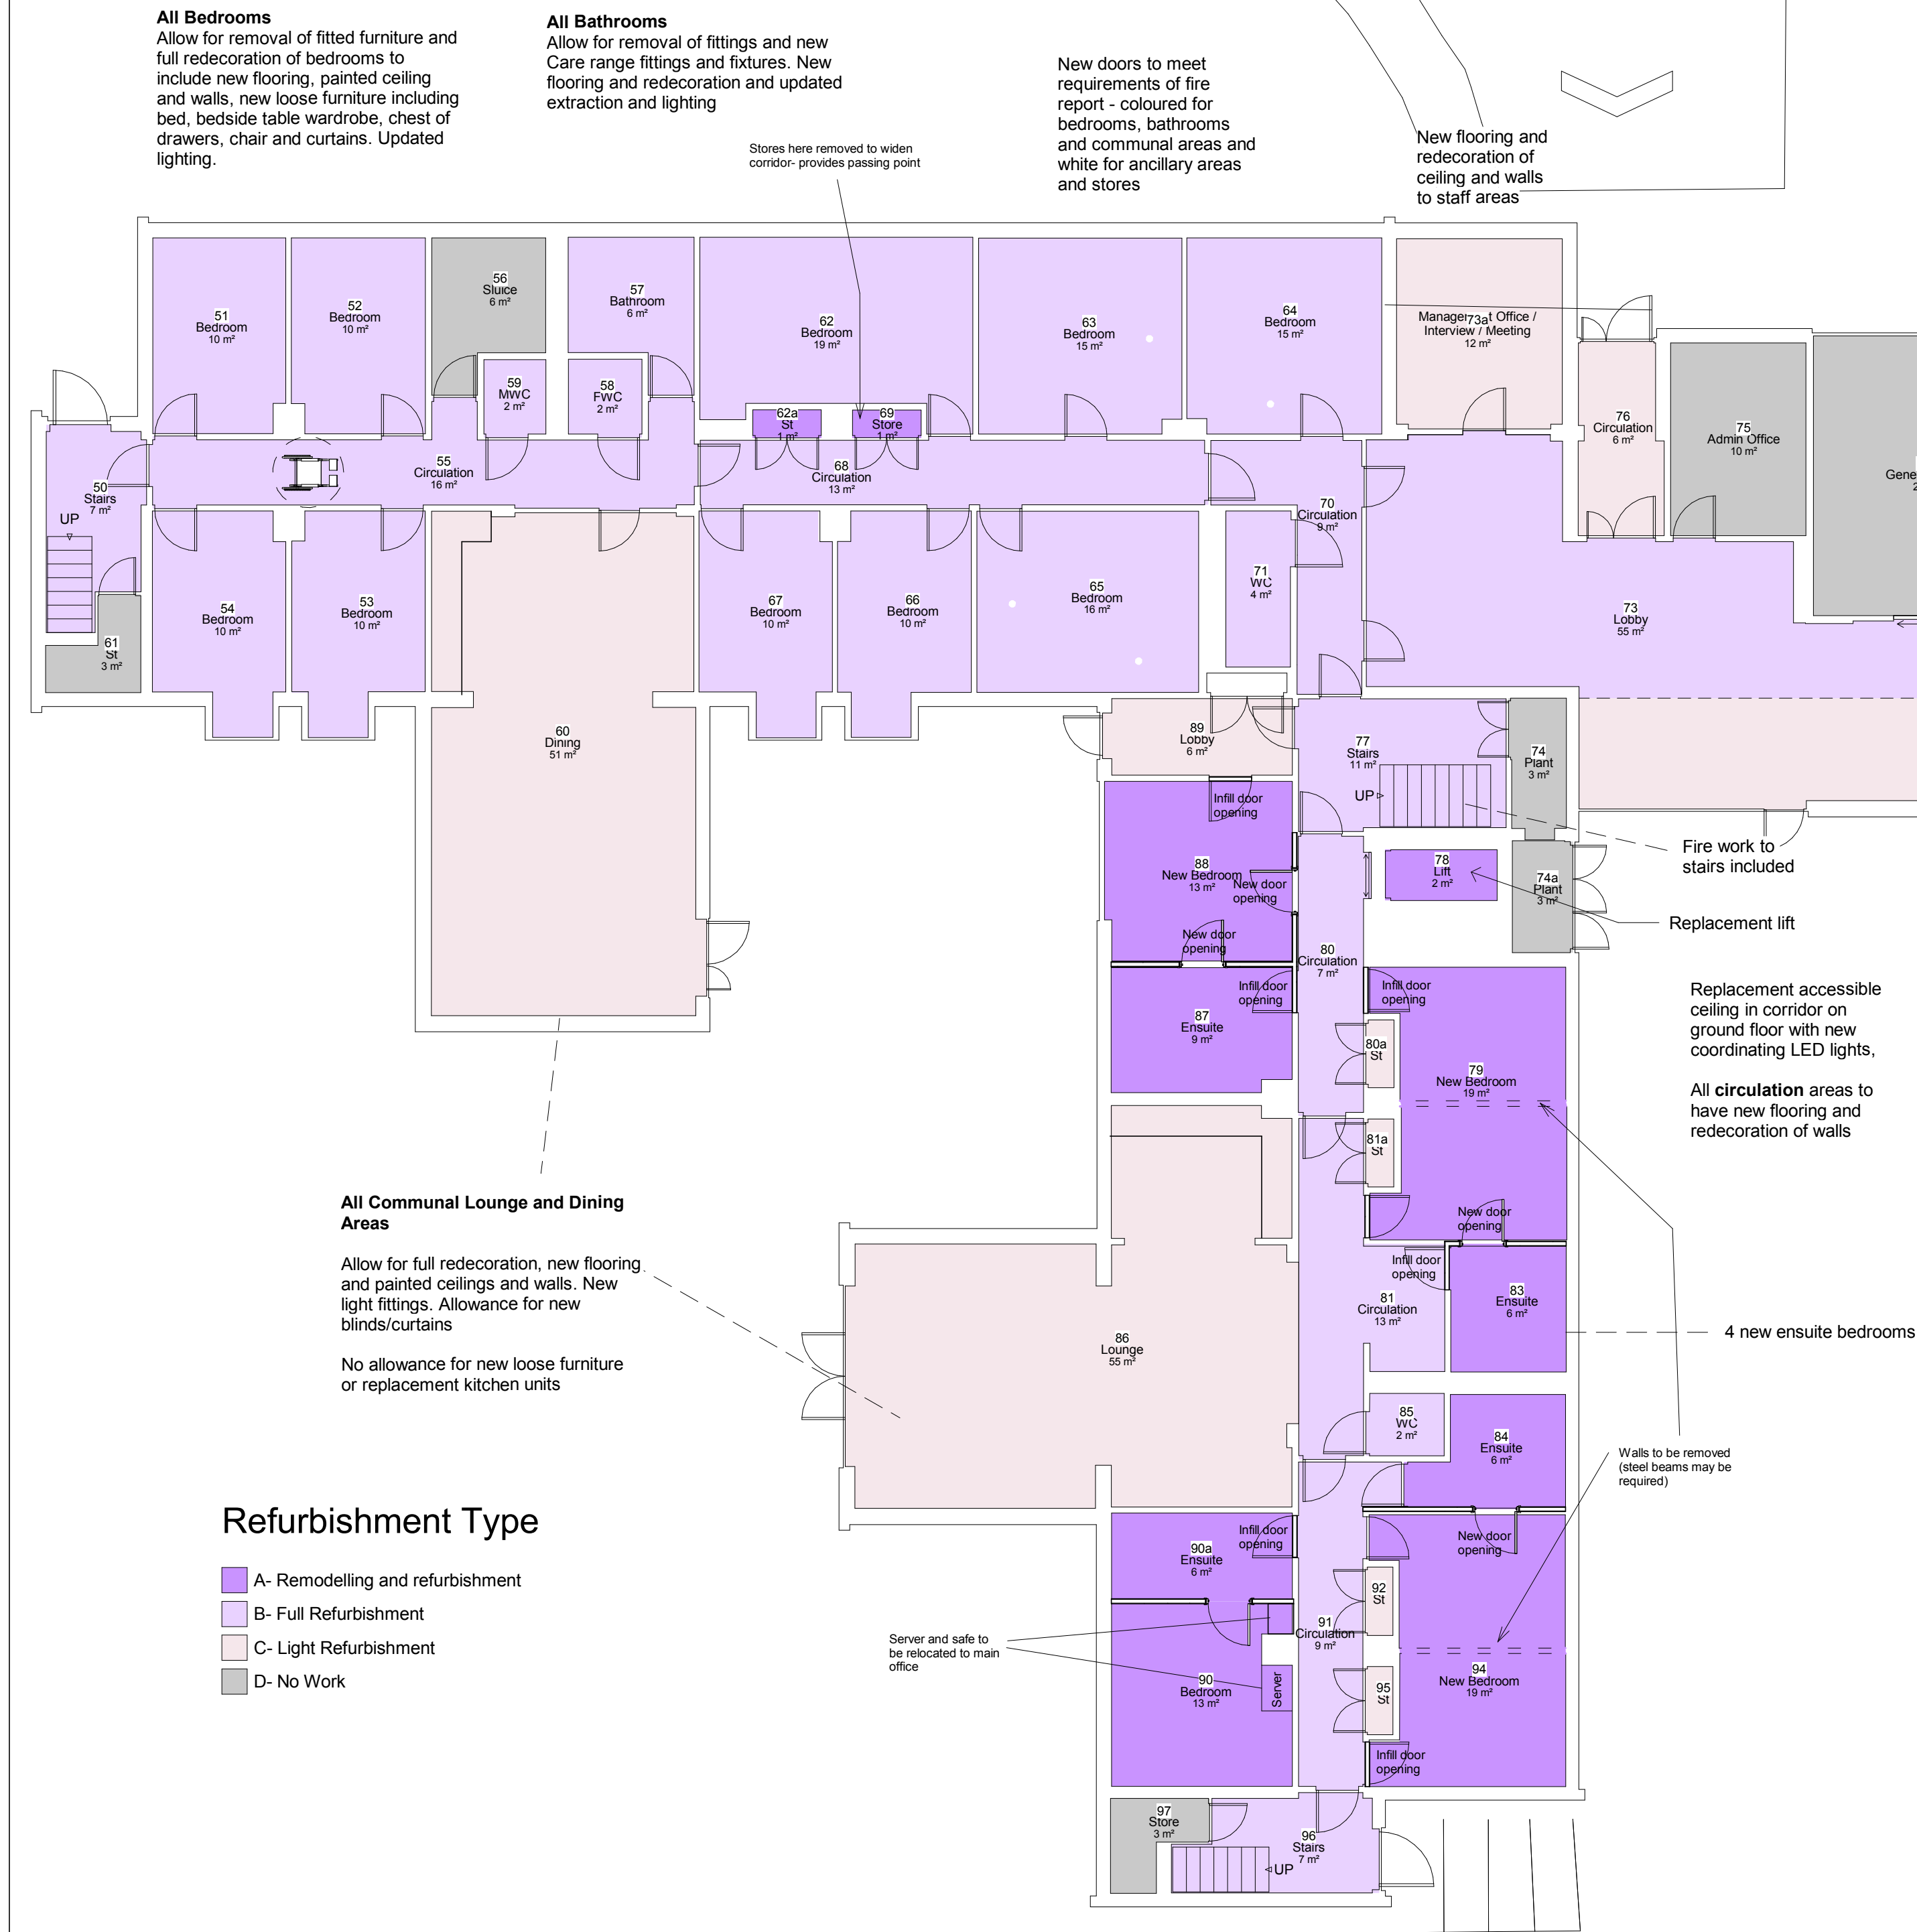 All Bedrooms
Allow for removal of fitted furniture and
full redecoration of bedrooms to
include new flooring, painted ceiling
and walls, new loose furniture including
bed, bedside table wardrobe, chest of
drawers, chair and curtains. Updated
lighting.
All Bathrooms
Allow for removal of fittings and new
Care range fittings and fixtures. New
flooring and redecoration and updated
extraction and lighting
Stores here removed to widen
corridor- provides passing point
New doors to meet
requirements of fire
report - coloured for
bedrooms, bathrooms
and communal areas and
white for ancillary areas
and stores
New flooring and
redecoration of
ceiling and walls
to staff areas
51
Bedroom
10 m²
52
Bedroom
10 m²
56
Sluice
6 m²
57
Bathroom
6 m²
62
Bedroom
19 m²
63
Bedroom
15 m²
64
Bedroom
15 m²
73a
Office /
Interview / Meeting
12 m²
59
MWC
2 m²
58
FWC
2 m²
62a
St
1 m²
69
Store
1 m²
76
Circulation
6 m²
75
Admin Office
10 m²
Gene
2
50
Stairs
7 m²
UP
55
Circulation
16 m²
68
Circulation
13 m²
70
Circulation
9 m²
54
Bedroom
10 m²
53
Bedroom
10 m²
67
Bedroom
10 m²
66
Bedroom
10 m²
65
Bedroom
16 m²
71
WC
4 m²
73
Lobby
55 m²
61
St
3 m²
60
Dining
51 m²
89
Lobby
6 m²
77
Stairs
11 m²
UP
74
Plant
3 m²
Infill door
opening
Fire work to
stairs included
88
New Bedroom
13 m²
New door
opening
78
Lift
2 m²
74a
Plant
3 m²
Replacement lift
New door
opening
80
Circulation
7 m²
Infill door
opening
Infill door
opening
87
Ensuite
9 m²
80a
St
79
New Bedroom
19 m²
Replacement accessible
ceiling in corridor on
ground floor with new
coordinating LED lights,
All circulation areas to
have new flooring and
redecoration of walls
81a
St
All Communal Lounge and Dining
Areas
Allow for full redecoration, new flooring
and painted ceilings and walls. New
light fittings. Allowance for new
blinds/curtains
No allowance for new loose furniture
or replacement kitchen units
New door
opening
Infill door
opening
81
Circulation
13 m²
83
Ensuite
6 m²
4 new ensuite bedrooms
86
Lounge
55 m²
85
WC
2 m²
84
Ensuite
6 m²
Walls to be removed
(steel beams may be
required)
Refurbishment Type
A- Remodelling and refurbishment
B- Full Refurbishment
C- Light Refurbishment
D- No Work
90a
Ensuite
6 m²
Infill door
opening
New door
opening
92
St
Server and safe to
be relocated to main
office
91
Circulation
9 m²
90
Bedroom
13 m²
Server
95
St
94
New Bedroom
19 m²
Infill door
opening
97
Store
3 m²
96
Stairs
7 m²
UP